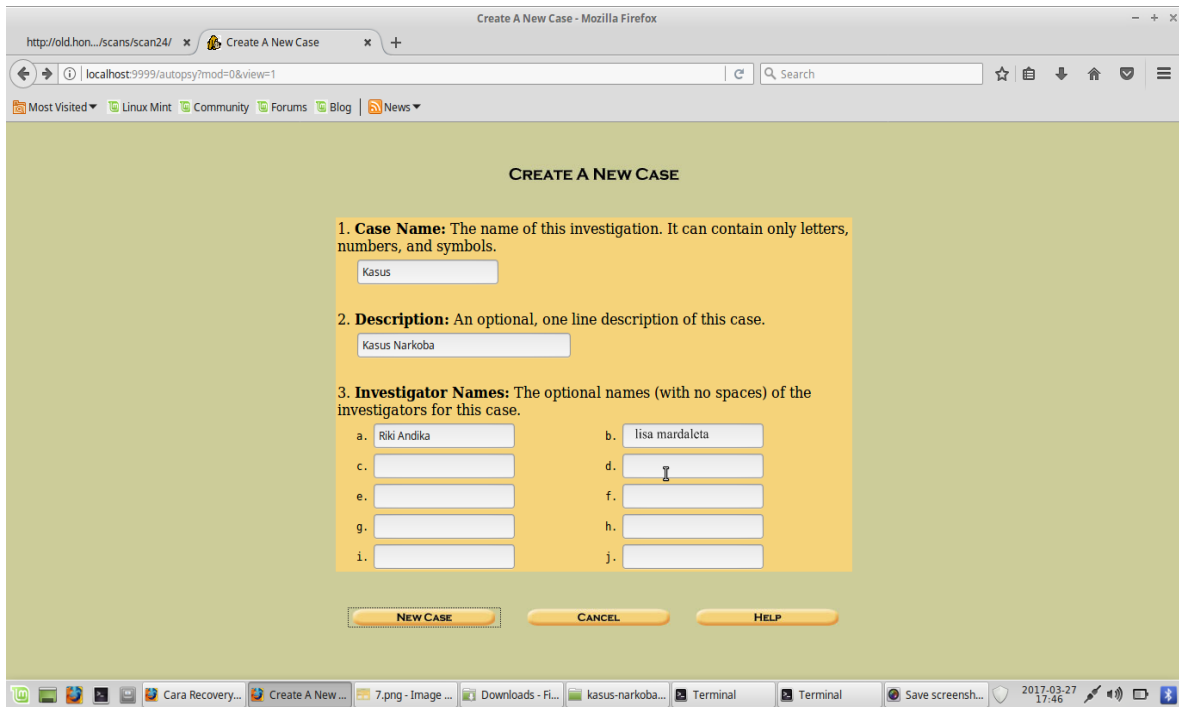 Create A New Case - Mozilla Firefox
http://old.hon.../scans/scan24/
Create A New Case
localhost:9999/autopsy?mod=0&view=1
Search
Most Visited
Linux Mint
Community
Forums
Blog
News
CREATE A NEW CASE
1. Case Name: The name of this investigation. It can contain only letters,
numbers, and symbols.
Kasus
2. Description: An optional, one line description of this case.
Kasus Narkoba
3. Investigator Names: The optional names (with no spaces) of the
investigators for this case.
a. Riki Andika
b. lisa mardaleta
c.
d.
e.
f.
g.
h.
i.
j.
NEW CASE
CANCEL
HELP
Cara Recovery...
Create A New ...
7.png - Image ...
Downloads - Fi...
kasus-narkoba...
Terminal
Terminal
Save screensh...
2017-03-27
17:46